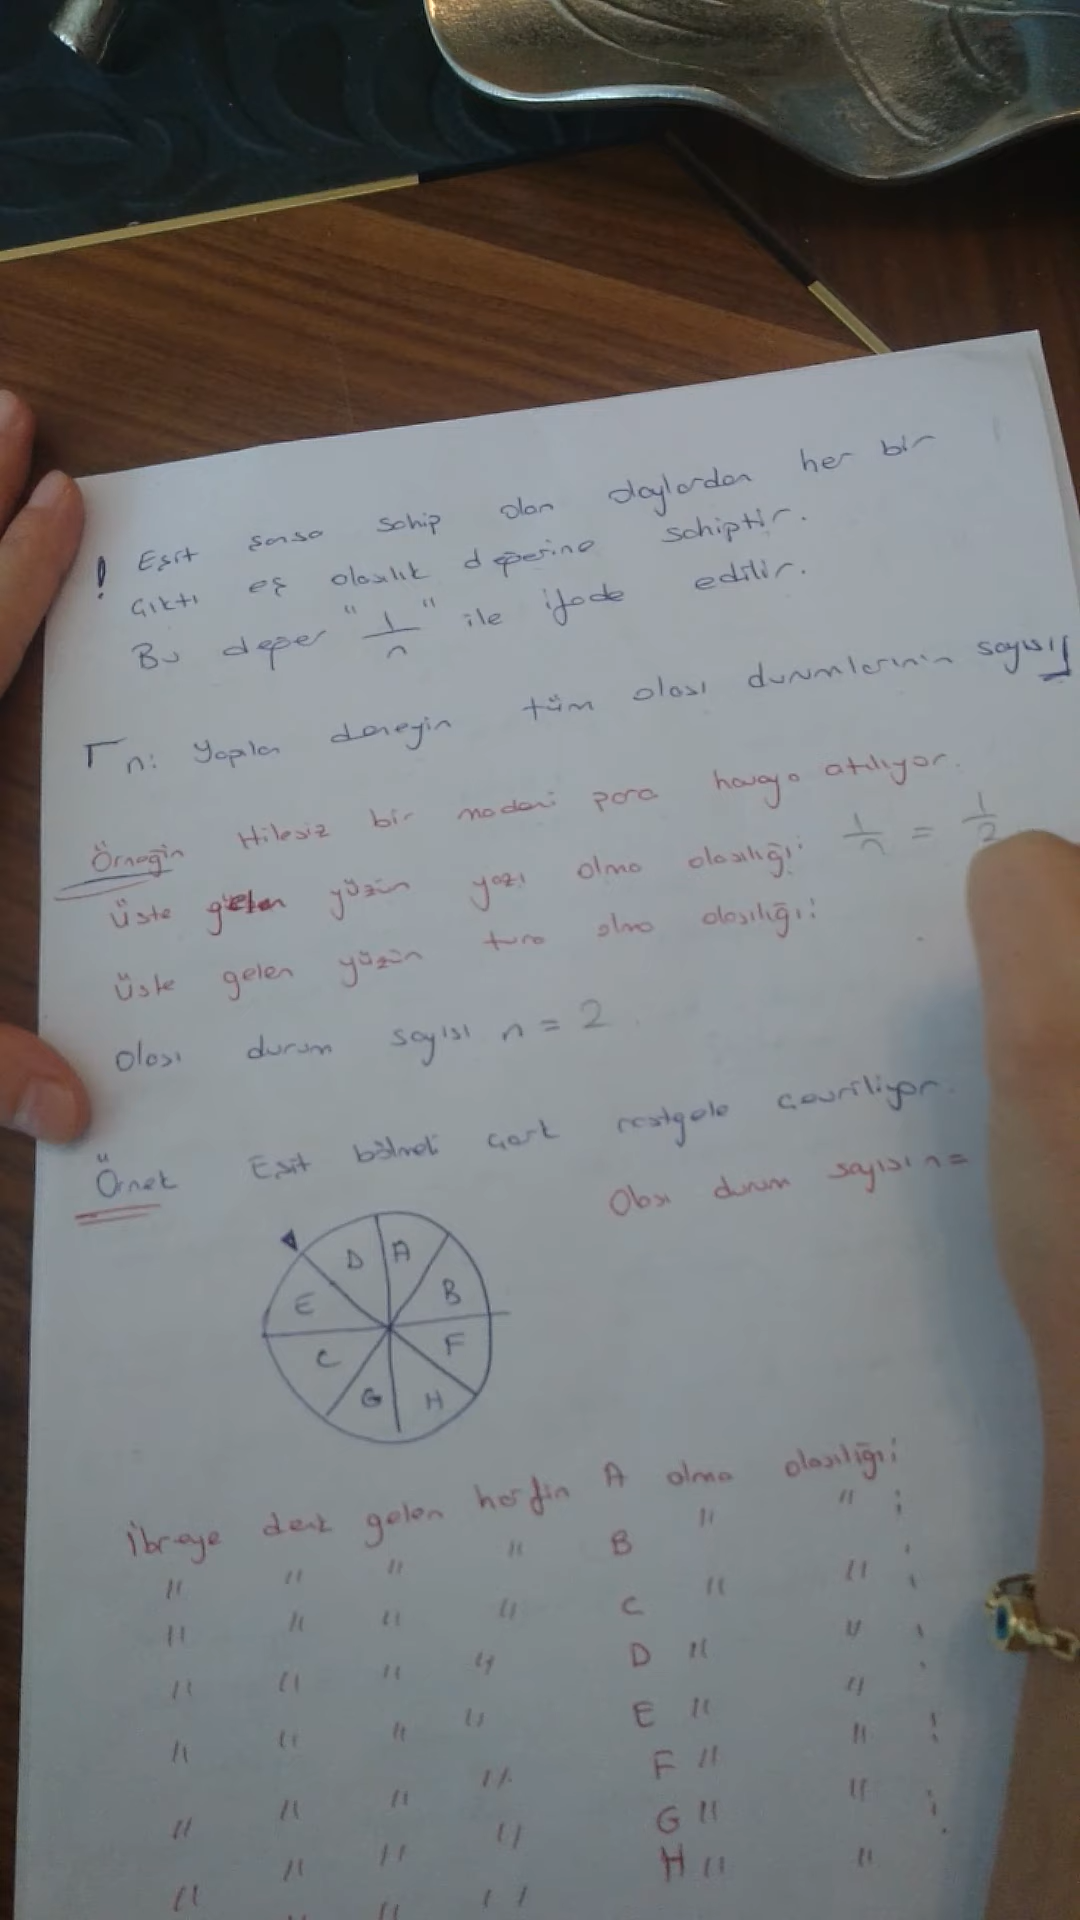 ! Eşit şansa sahip olan olaylardan her bir
çıktı eş olasılık değerine sahiptir.
Bu değer "1/n" ile ifade edilir.
n: Yapılan deneyin tüm olası durumlarının sayısı
Örneğin Hilesiz bir madeni para havaya atılıyor.
Üste gelen yüzün yazı olma olasılığı: 1/n = 1/2
Üste gelen yüzün tura olma olasılığı:
Olası durum sayısı n = 2
Örnek Eşit bölmeli çark rastgele çevriliyor.
Olası durum sayısı n =
D A
E B
C F
G H
İbreye denk gelen harfin A olma olasılığı:
" " " " B " " :
" " " " C " " :
" " " " D " " :
" " " " E " " :
" " " " F " " :
" " " " G " " :
" " " " H " "